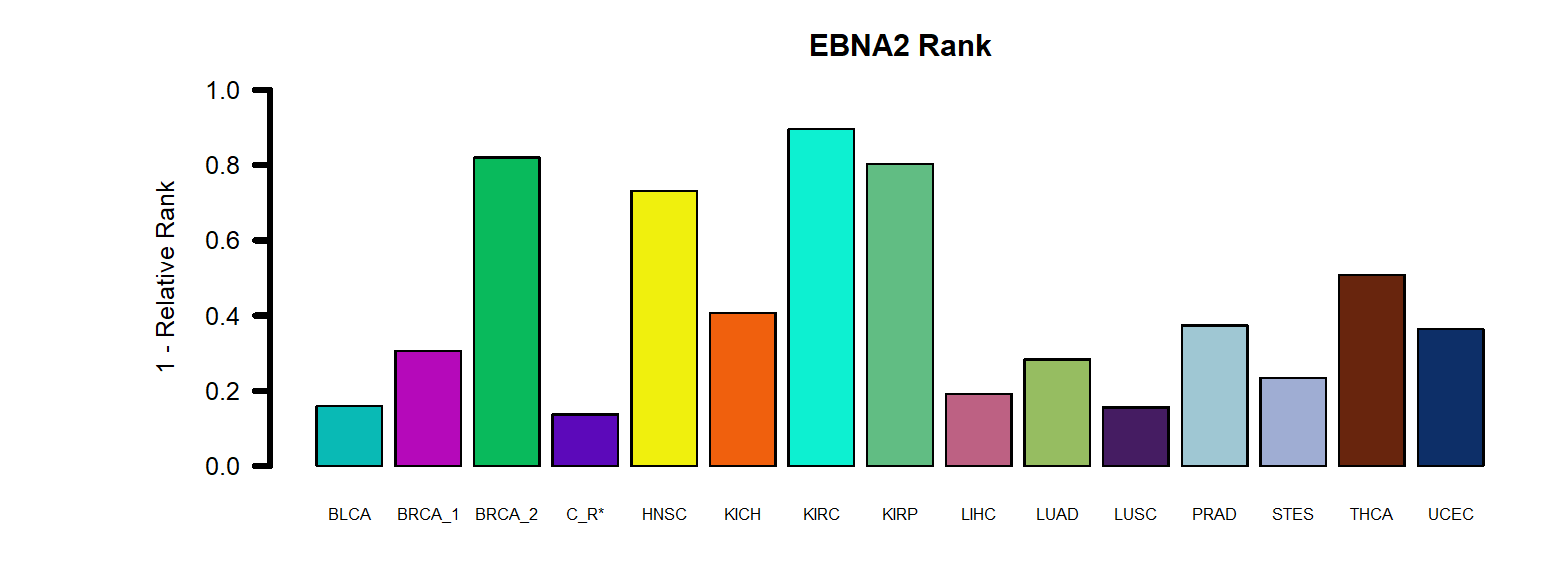 EBNA2 Rank
1 - Relative Rank
1.0
0.8
0.6
0.4
0.2
0.0
BLCA BRCA_1 BRCA_2 C_R* HNSC KICH KIRC KIRP LIHC LUAD LUSC PRAD STES THCA UCEC